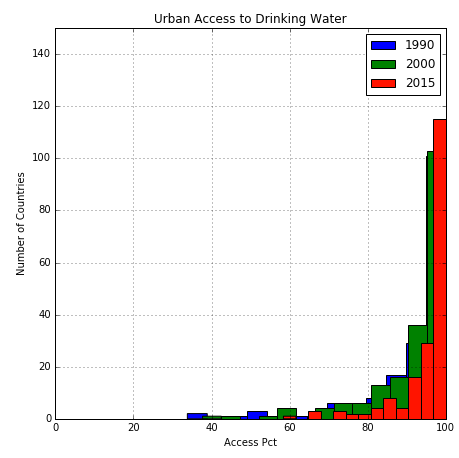 Urban Access to Drinking Water
1990
2000
2015
140
120
100
80
60
40
20
0
Number of Countries
0 20 40 60 80 100
Access Pct